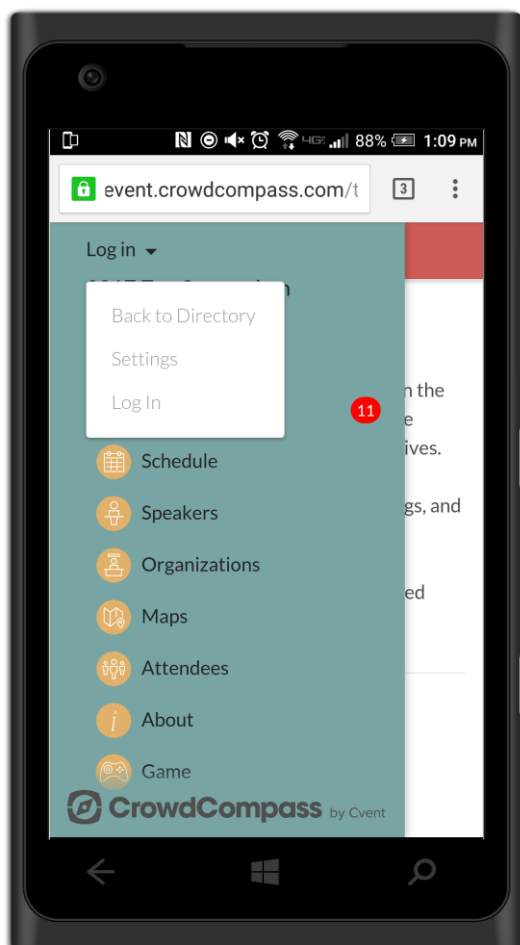 4GE 88% 1:09 PM
event.crowdcompass.com/t 3
Log in
Back to Directory
Settings
Log In
11
Schedule
Speakers
Organizations
Maps
Attendees
i About
Game
CrowdCompass by Cvent
n the
e
ives.
gs, and
ed